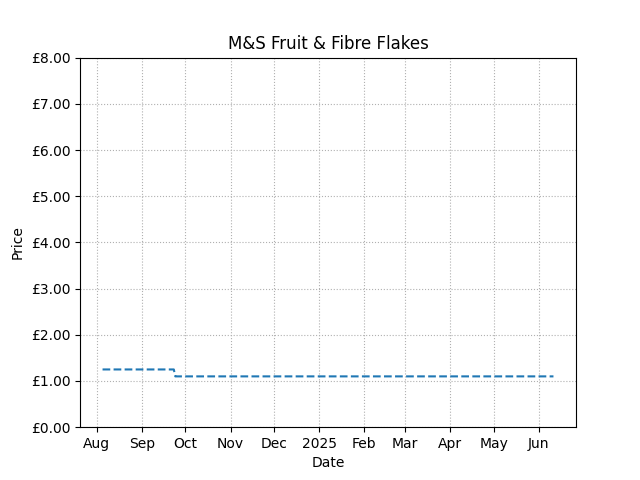 M&S Fruit & Fibre Flakes
£8.00
£7.00
£6.00
£5.00
£4.00
£3.00
£2.00
£1.00
£0.00
Price
Aug Sep Oct Nov Dec 2025 Feb Mar Apr May Jun
Date